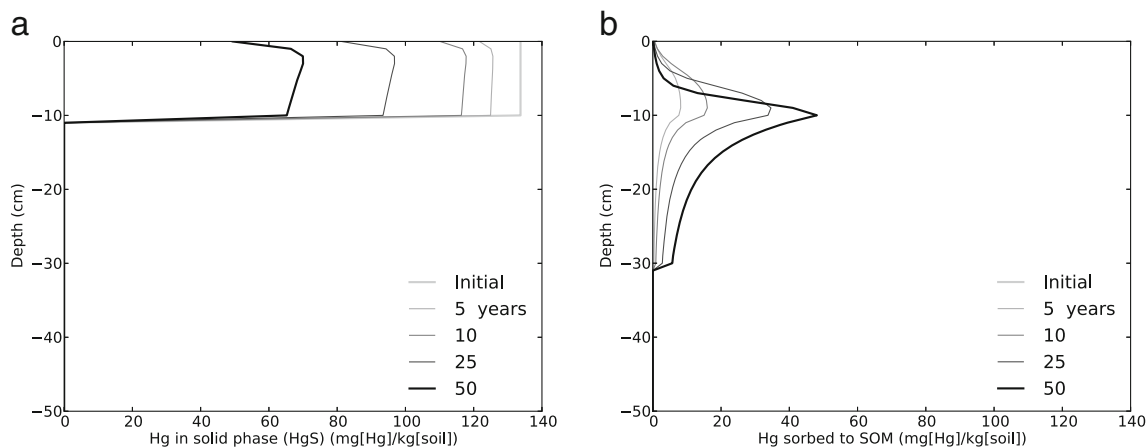 a
0
−10
−20
−30
−40
−50
Depth (cm)
0 20 40 60 80 100 120 140
Hg in solid phase (HgS) (mg[Hg]/kg[soil])
Initial
5 years
10
25
50
b
0
−10
−20
−30
−40
−50
Depth (cm)
0 20 40 60 80 100 120 140
Hg sorbed to SOM (mg[Hg]/kg[soil])
Initial
5 years
10
25
50